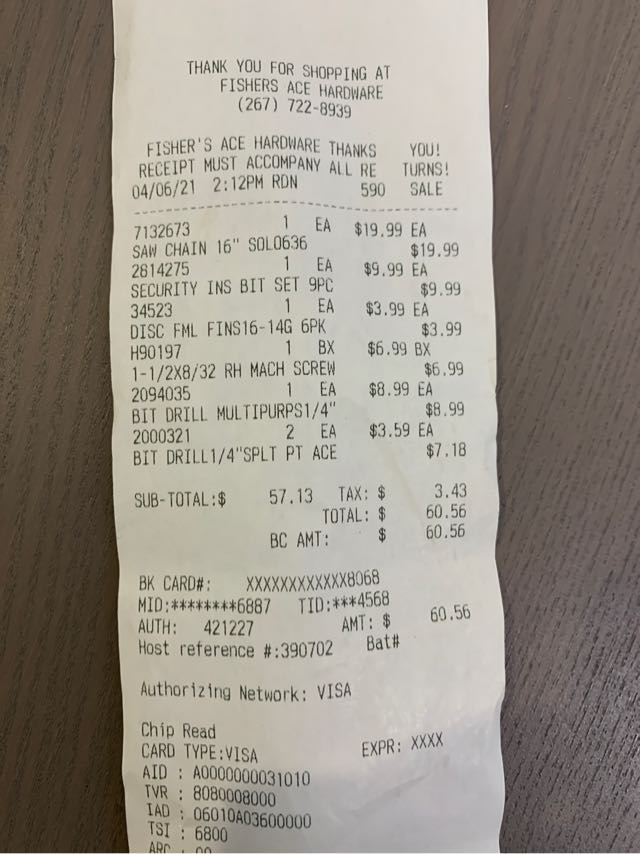 THANK YOU FOR SHOPPING AT
FISHERS ACE HARDWARE
(267) 722-8939
FISHER'S ACE HARDWARE THANKS YOU!
RECEIPT MUST ACCOMPANY ALL RE TURNS!
04/06/21 2:12PM RDN 590 SALE
7132673 1 EA $19.99 EA
SAW CHAIN 16" SOL0636 $19.99
2814275 1 EA $9.99 EA
SECURITY INS BIT SET 9PC $9.99
34523 1 EA $3.99 EA
DISC FML FINS16-14G 6PK $3.99
H90197 1 BX $6.99 BX
1-1/2X8/32 RH MACH SCREW $6.99
2094035 1 EA $8.99 EA
BIT DRILL MULTIPURPS1/4" $8.99
2000321 2 EA $3.59 EA
BIT DRILL1/4"SPLT PT ACE $7.18
SUB-TOTAL:$ 57.13 TAX: $ 3.43
TOTAL: $ 60.56
BC AMT: $ 60.56
BK CARD#: XXXXXXXXXXXX8068
MID:********6887 TID:***4568
AUTH: 421227 AMT: $ 60.56
Host reference #:390702 Bat#
Authorizing Network: VISA
Chip Read
CARD TYPE:VISA EXPR: XXXX
AID : A0000000031010
TVR : 8080008000
IAD : 06010A03600000
TSI : 6800
ARC : 00